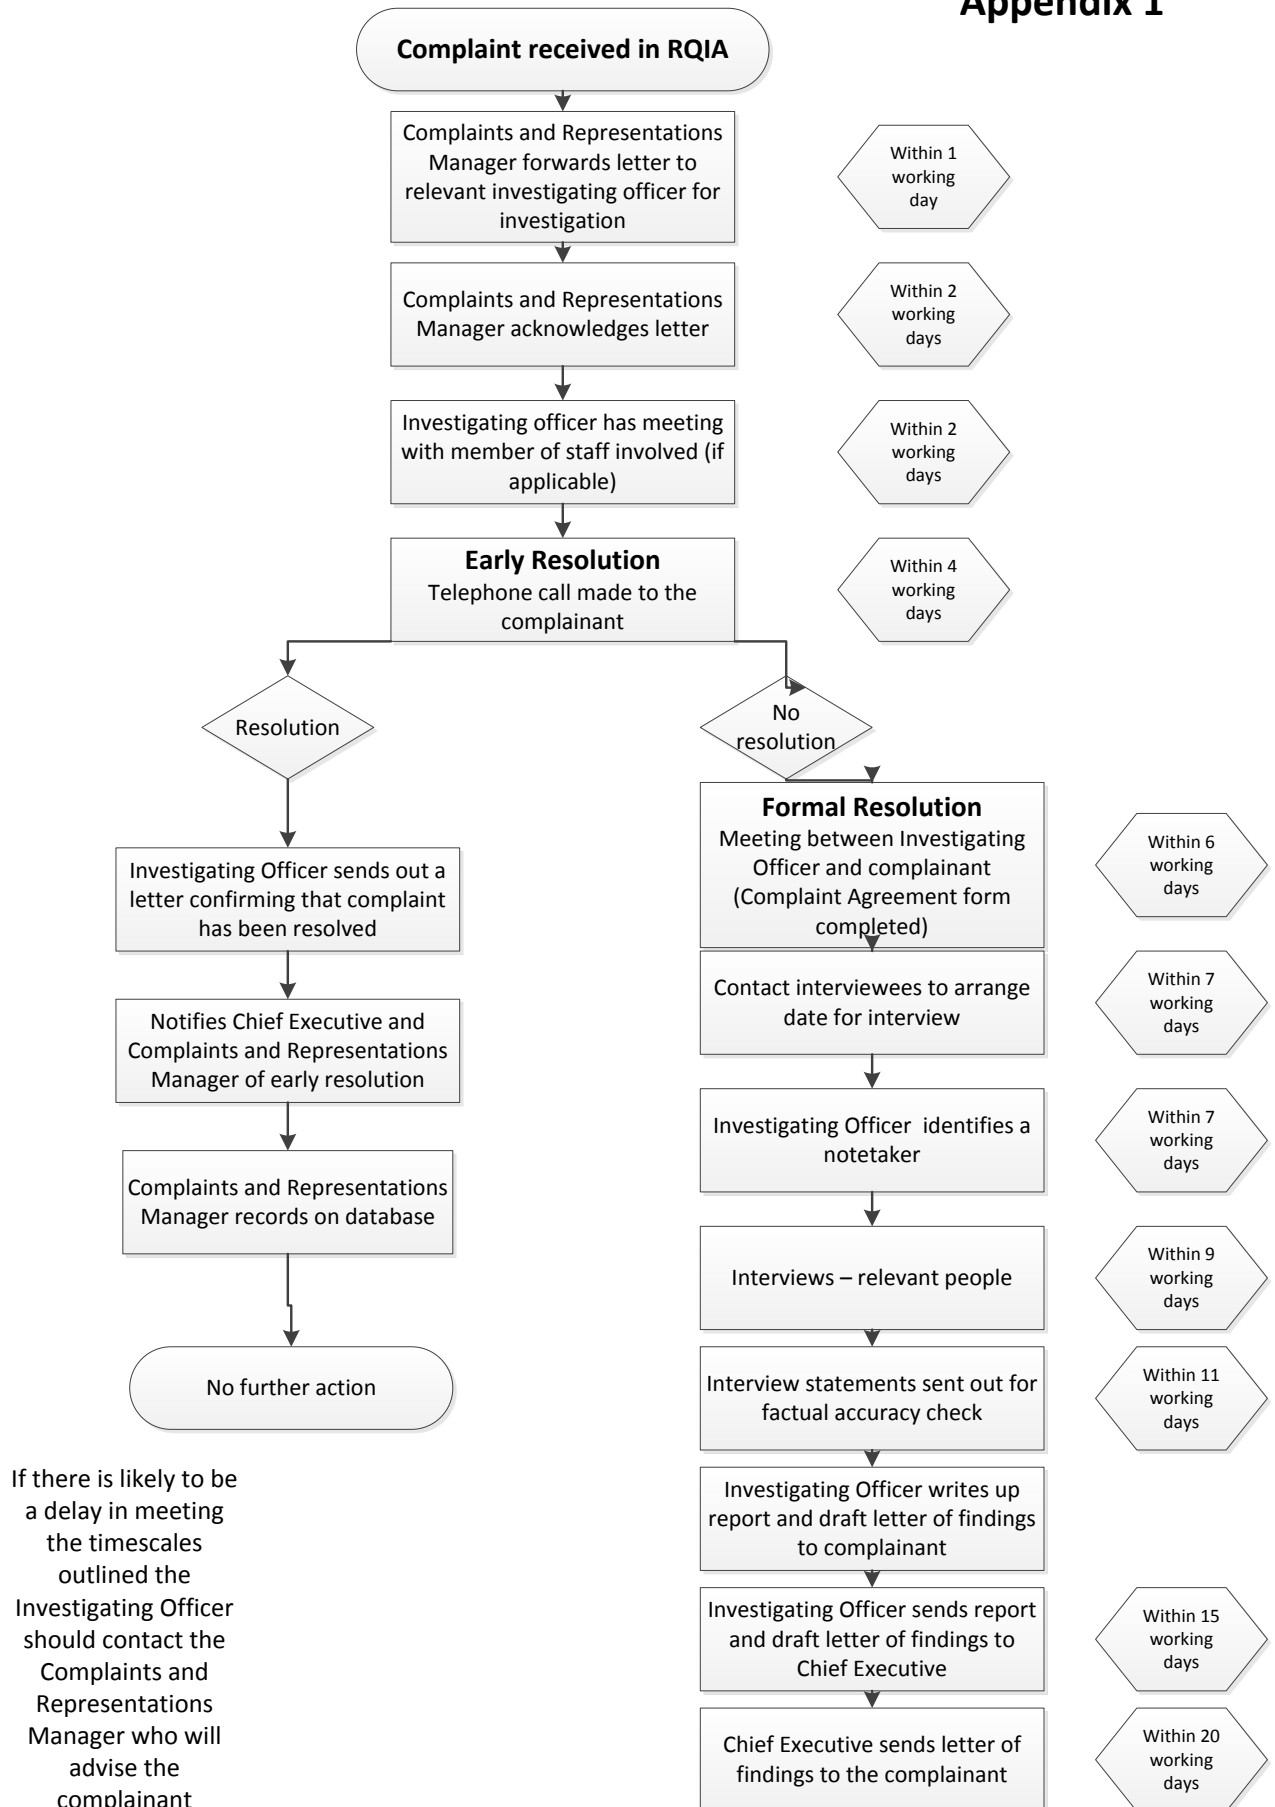 Appendix 1
Complaint received in RQIA
Complaints and Representations
Manager forwards letter to
relevant investigating officer for
investigation
Within 1
working
day
Complaints and Representations
Manager acknowledges letter
Within 2
working
days
Investigating officer has meeting
with member of staff involved (if
applicable)
Within 2
working
days
Early Resolution
Telephone call made to the
complainant
Within 4
working
days
Resolution
No
resolution
Investigating Officer sends out a
letter confirming that complaint
has been resolved
Notifies Chief Executive and
Complaints and Representations
Manager of early resolution
Complaints and Representations
Manager records on database
No further action
Formal Resolution
Meeting between Investigating
Officer and complainant
(Complaint Agreement form
completed)
Within 6
working
days
Contact interviewees to arrange
date for interview
Within 7
working
days
Investigating Officer identifies a
notetaker
Within 7
working
days
Interviews – relevant people
Within 9
working
days
Interview statements sent out for
factual accuracy check
Within 11
working
days
Investigating Officer writes up
report and draft letter of findings
to complainant
Investigating Officer sends report
and draft letter of findings to
Chief Executive
Within 15
working
days
Chief Executive sends letter of
findings to the complainant
Within 20
working
days
If there is likely to be
a delay in meeting
the timescales
outlined the
Investigating Officer
should contact the
Complaints and
Representations
Manager who will
advise the
complainant